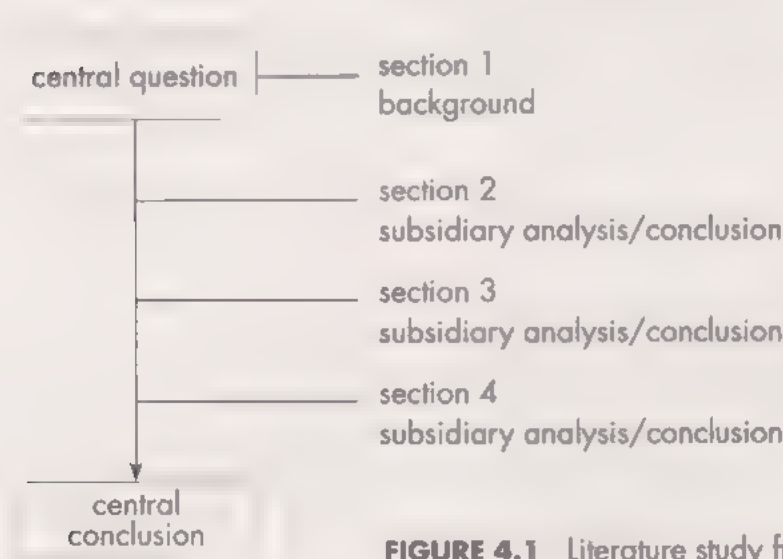 central question
section 1
background
section 2
subsidiary analysis/conclusion
section 3
subsidiary analysis/conclusion
section 4
subsidiary analysis/conclusion
central
conclusion
FIGURE 4.1 Literature study